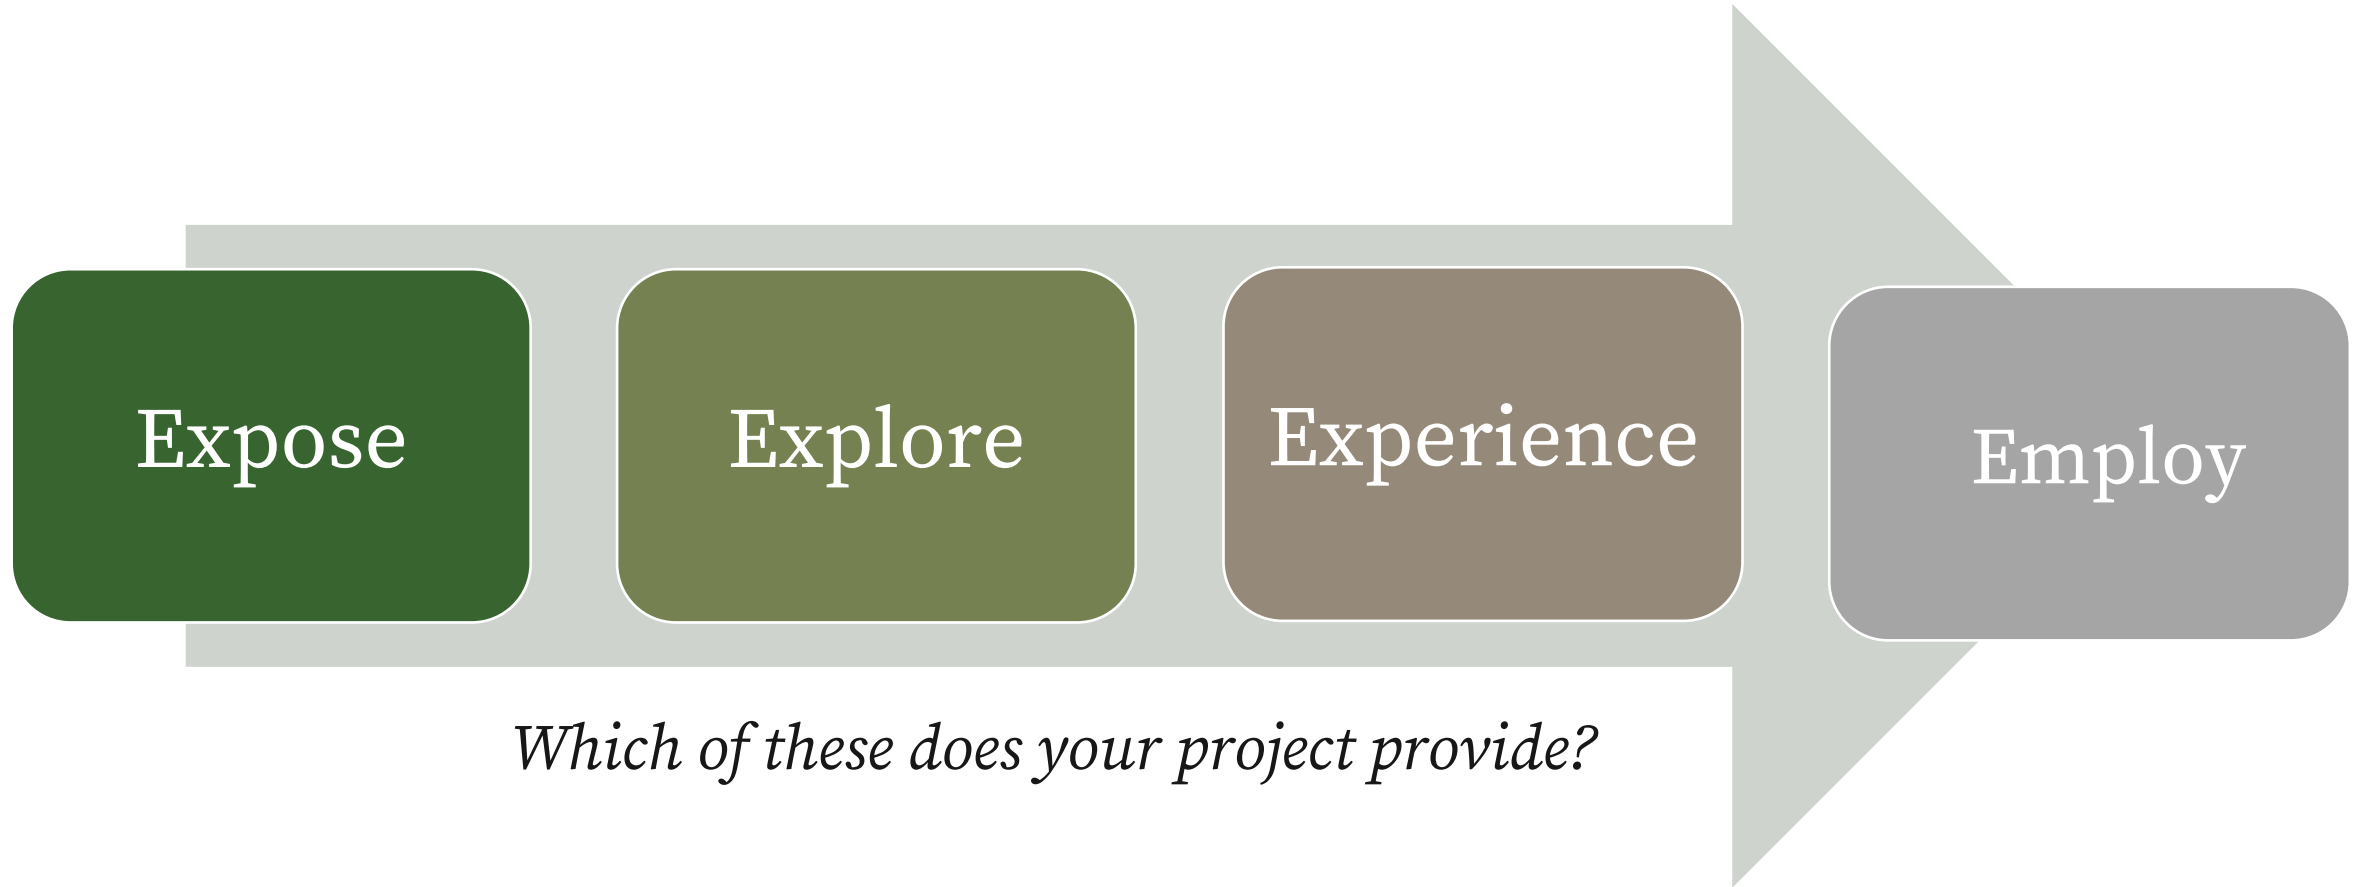 Expose
Explore
Experience
Employ
Which of these does your project provide?